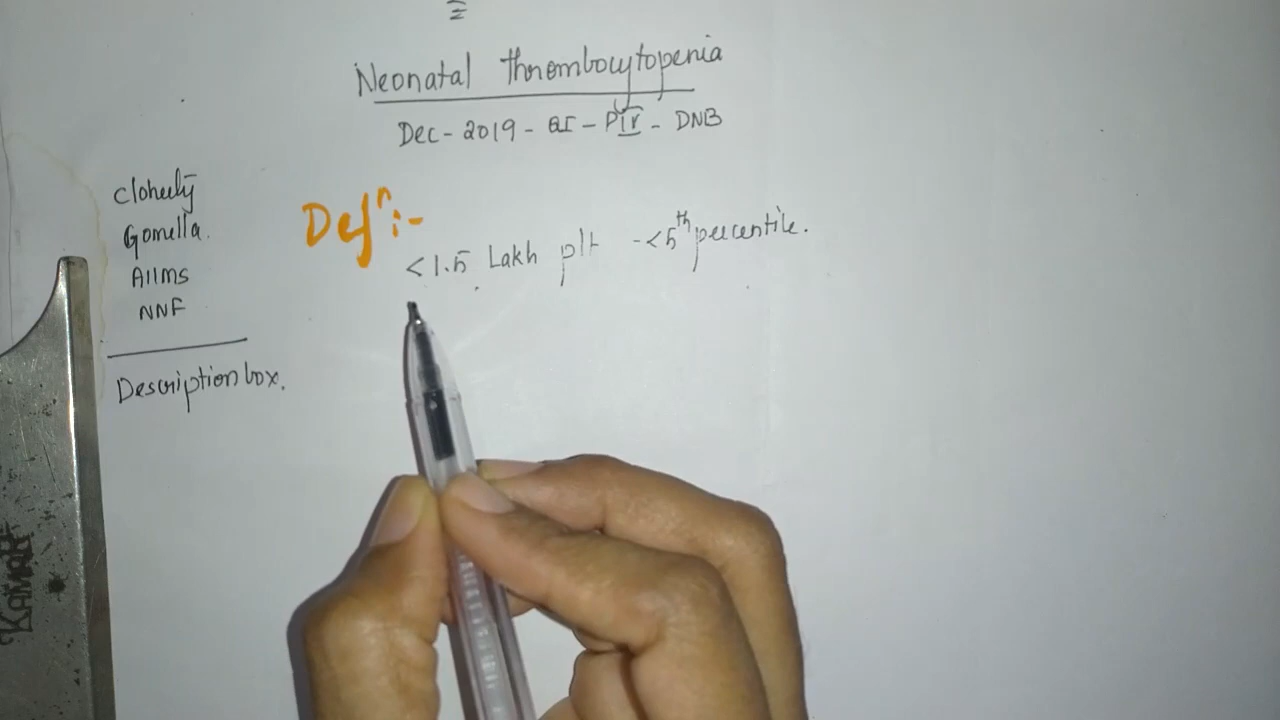 Neonatal thrombocytopenia
Dec - 2019 - QI - PIV - DNB
Cloherty
Gomella.
AIIMS
NNF
Description box.
Defⁿ:-
< 1.5 Lakh plt - < 5th percentile.